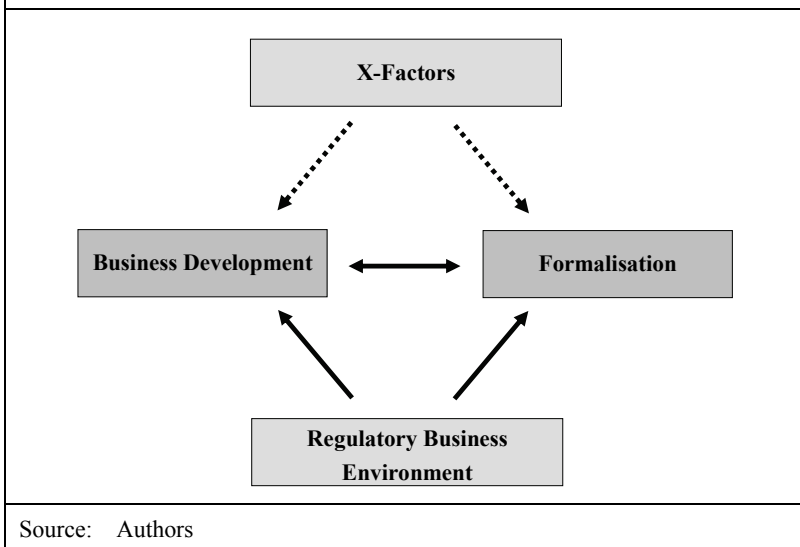 X-Factors
Business Development
Formalisation
Regulatory Business
Environment
Source: Authors